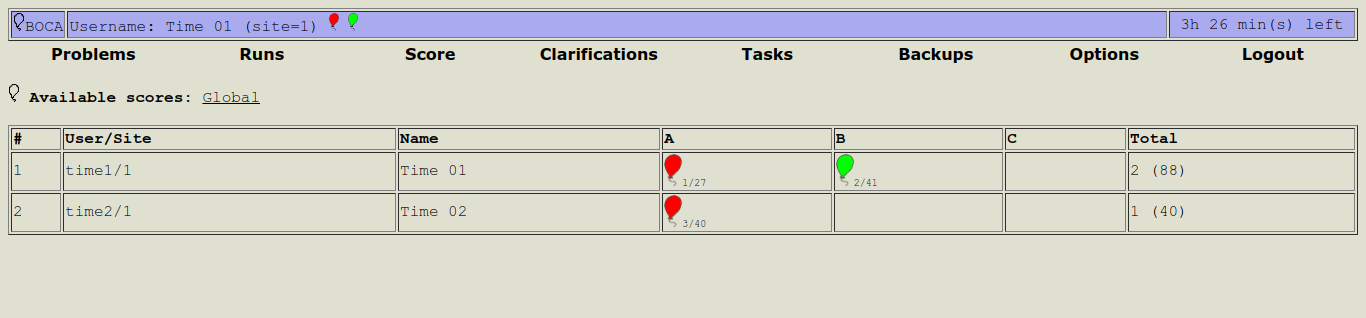 BOCA Username: Time 01 (site=1) 3h 26 min(s) left
Problems Runs Score Clarifications Tasks Backups Options Logout
Available scores: Global
# User/Site Name A B C Total
1 time1/1 Time 01 1/27 2/41 2 (88)
2 time2/1 Time 02 3/40 1 (40)